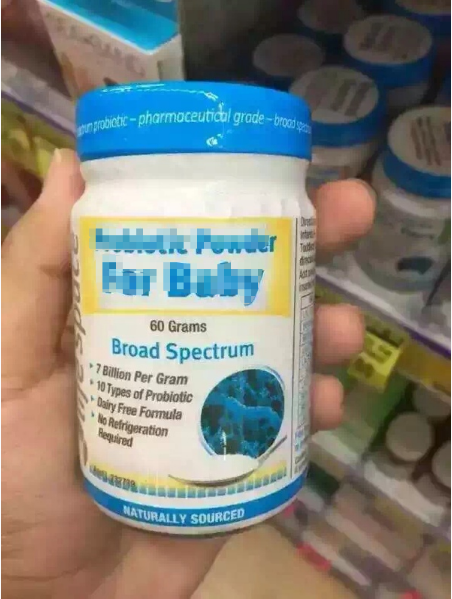 probiotic ~ pharmaceutical grade ~ broad
Probiotic Powder
For Baby
60 Grams
Broad Spectrum
7 Billion Per Gram
10 Types of Probiotic
Dairy Free Formula
No Refrigeration
Required
NATURALLY SOURCED